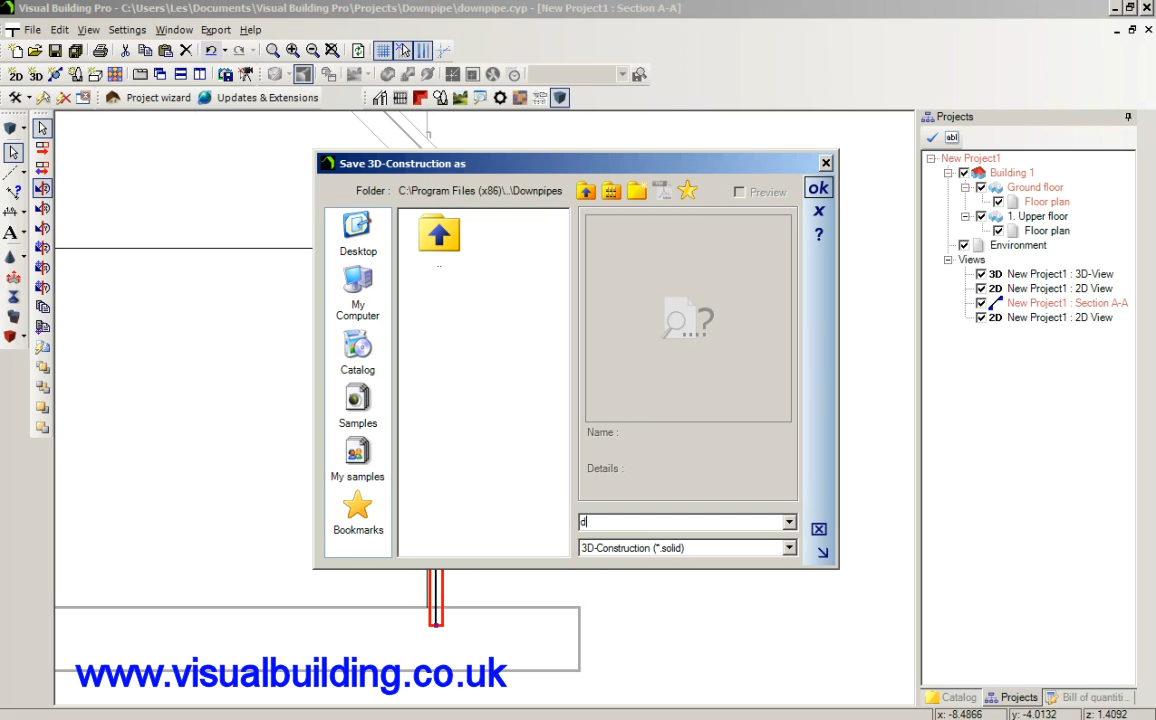 Visual Building Pro - C:\Users\Les\Documents\Visual Building Pro\Projects\Downpipe\downpipe.cyp - [New Project1 : Section A-A]
File Edit View Settings Window Export Help
2D 3D
Project wizard Updates & Extensions
Projects
abl
New Project1
Building 1
Ground floor
Floor plan
1. Upper floor
Floor plan
Environment
Views
3D New Project1 : 3D-View
2D New Project1 : 2D View
New Project1 : Section A-A
2D New Project1 : 2D View
Save 3D-Construction as
Folder : C:\Program Files (x86)\...\Downpipes
Preview
ok
x
?
Desktop
My
Computer
Catalog
Samples
My samples
Bookmarks
..
Name :
Details :
d
3D-Construction (*.solid)
A
www.visualbuilding.co.uk
Catalog Projects Bill of quantiti...
x: -8.4866 y: -4.0132 z: 1.4092